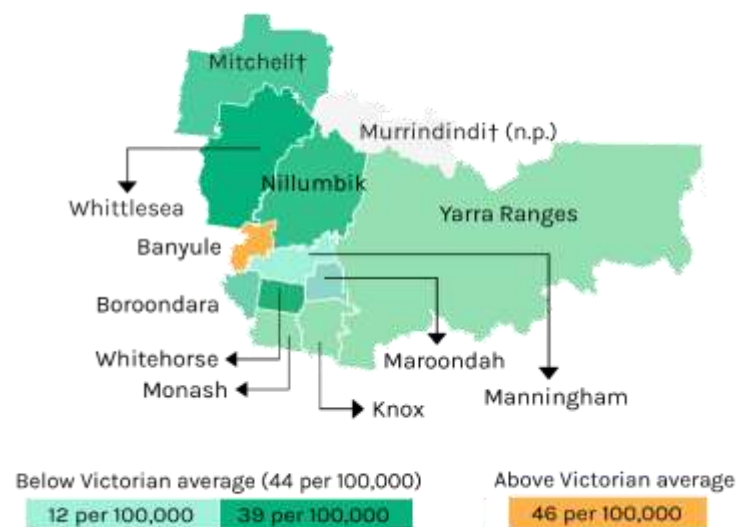 Mitchell†
Murrindindi† (n.p.)
Nillumbik
Whittlesea
Yarra Ranges
Banyule
Boroondara
Whitehorse
Maroondah
Monash
Manningham
Knox
Below Victorian average (44 per 100,000)
Above Victorian average
12 per 100,000
39 per 100,000
46 per 100,000